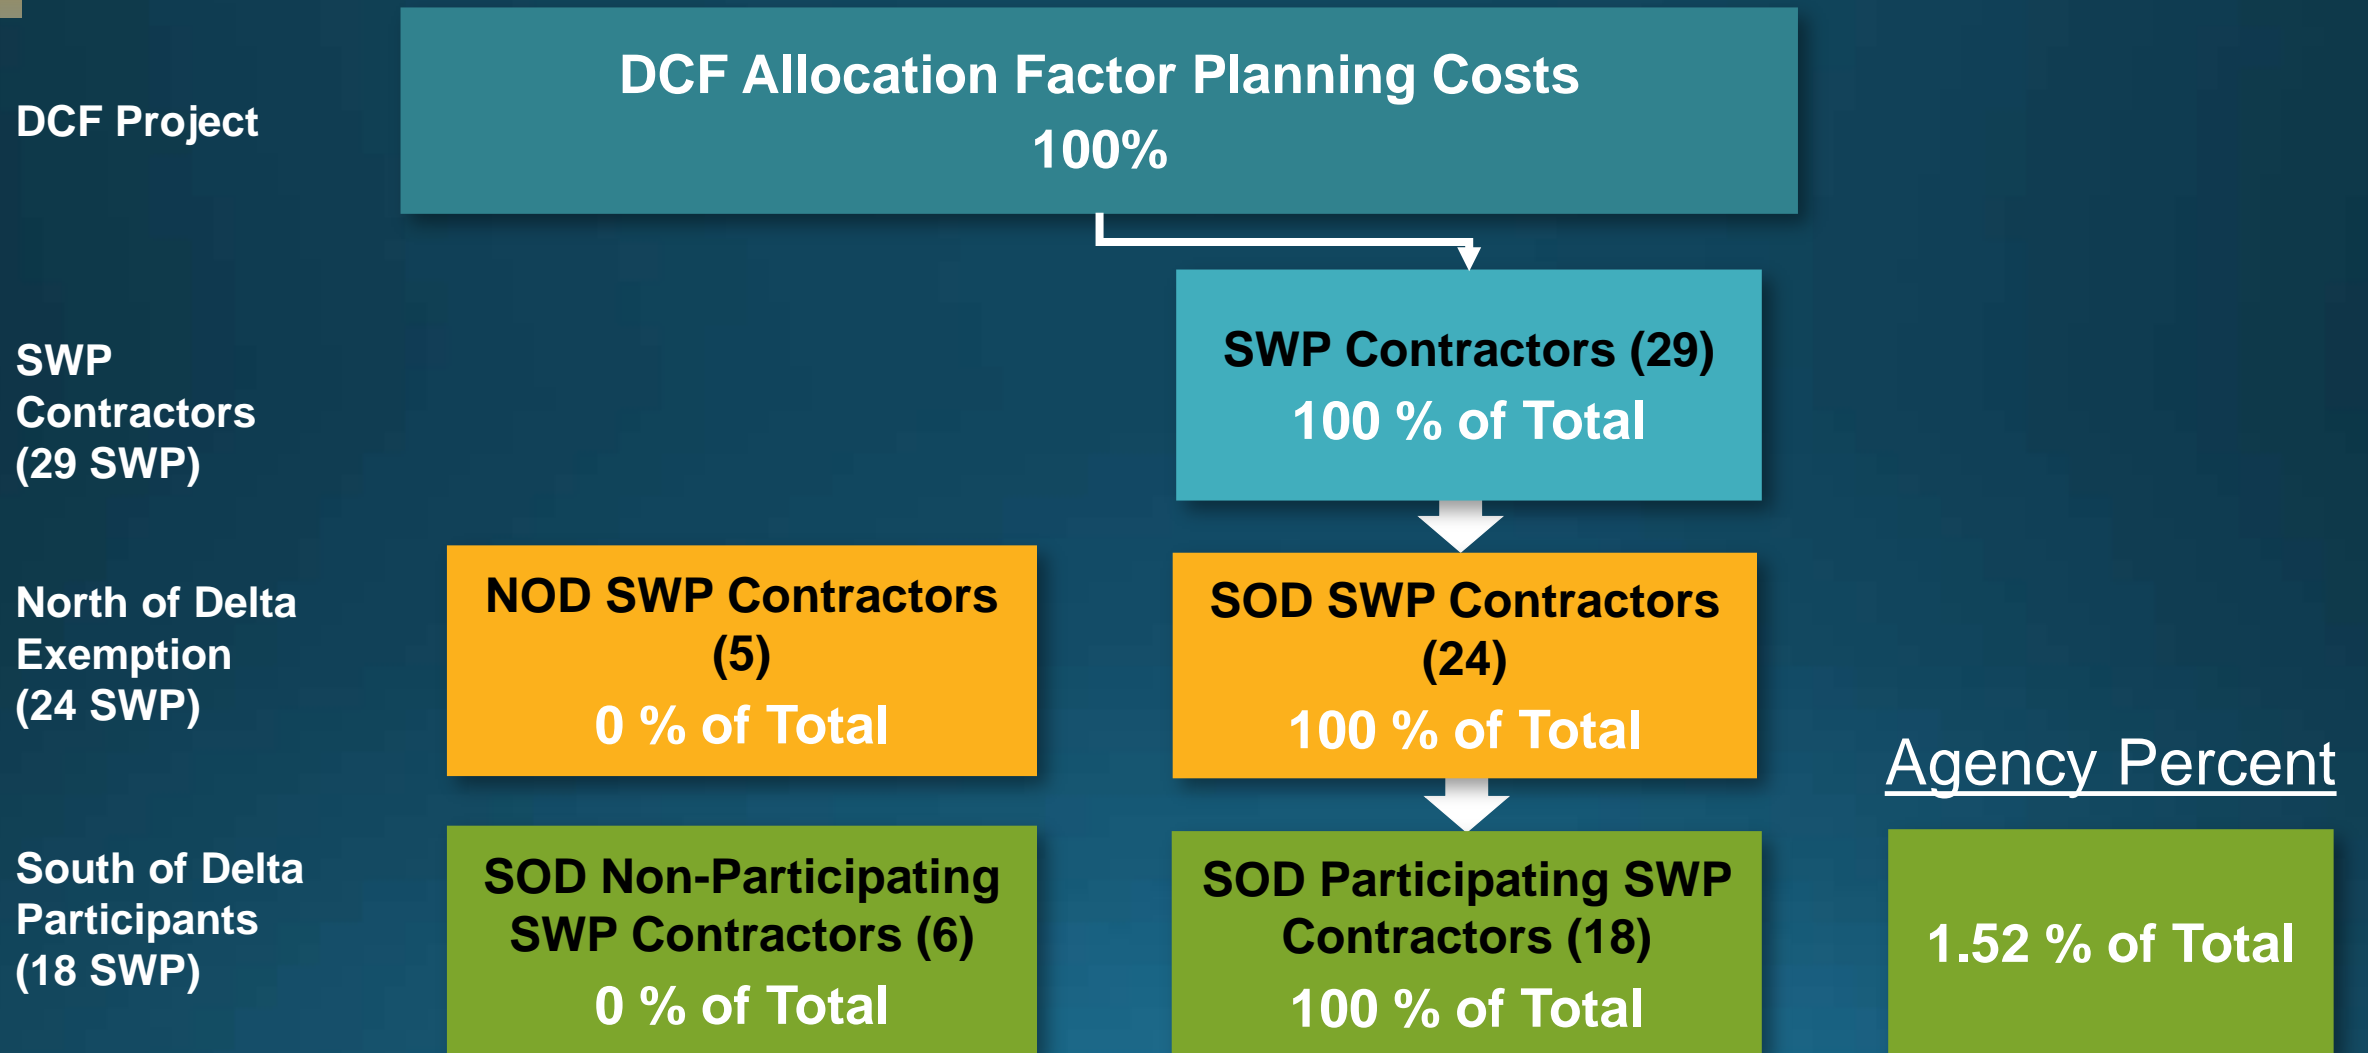 DCF Allocation Factor Planning Costs
100%
DCF Project
SWP
Contractors
(29 SWP)
SWP Contractors (29)
100 % of Total
North of Delta
Exemption
(24 SWP)
NOD SWP Contractors
(5)
0 % of Total
SOD SWP Contractors
(24)
100 % of Total
Agency Percent
South of Delta
Participants
(18 SWP)
SOD Non-Participating
SWP Contractors (6)
0 % of Total
SOD Participating SWP
Contractors (18)
100 % of Total
1.52 % of Total